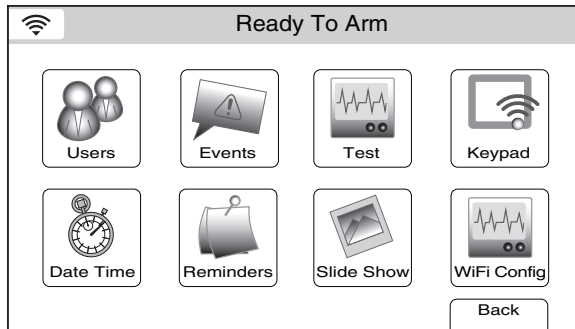 Ready To Arm
Users
Events
Test
Keypad
Date Time
Reminders
Slide Show
WiFi Config
Back